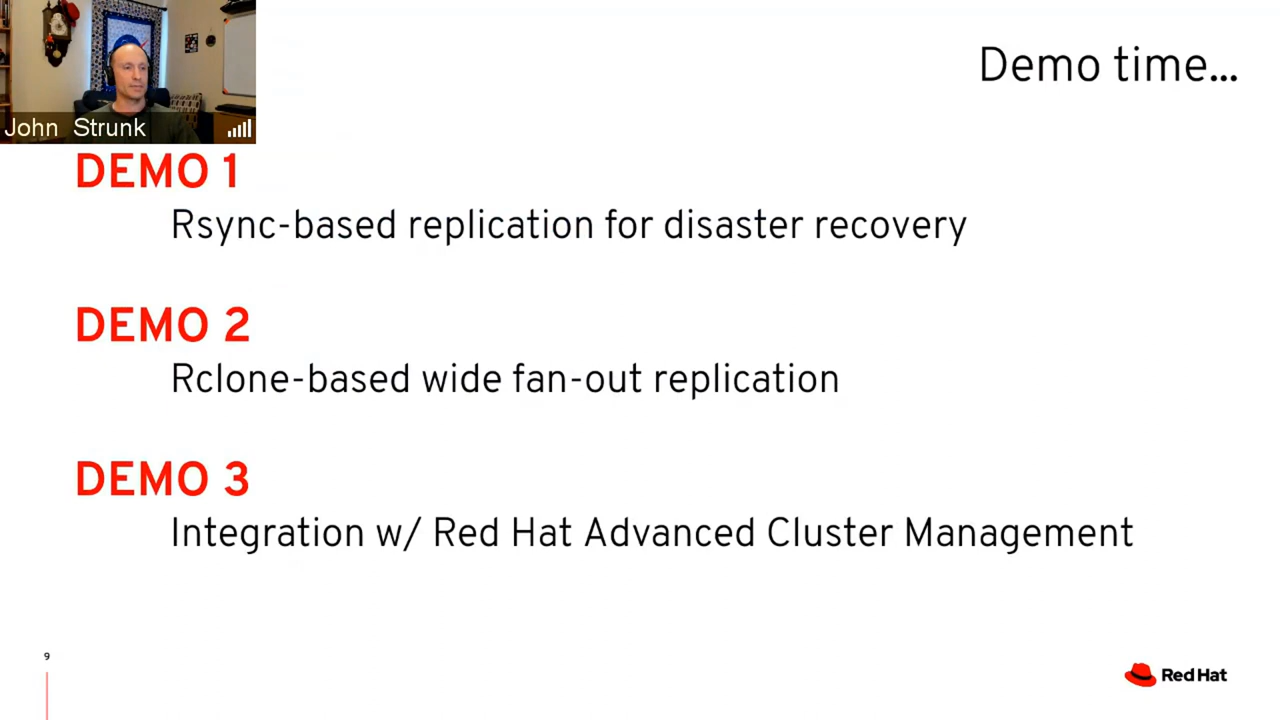 Demo time...
John Strunk
DEMO 1
Rsync-based replication for disaster recovery
DEMO 2
Rclone-based wide fan-out replication
DEMO 3
Integration w/ Red Hat Advanced Cluster Management
9
Red Hat